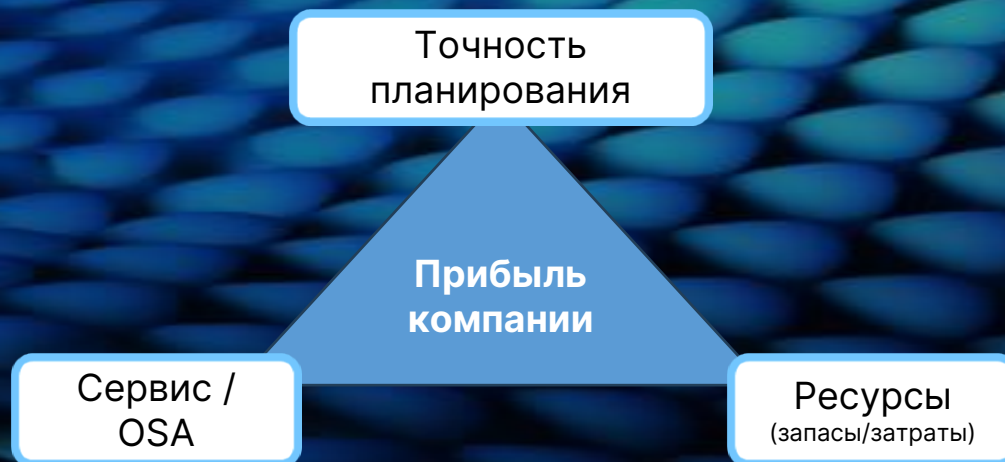 Точность
планирования
Прибыль
компании
Сервис /
OSA
Ресурсы
(запасы/затраты)